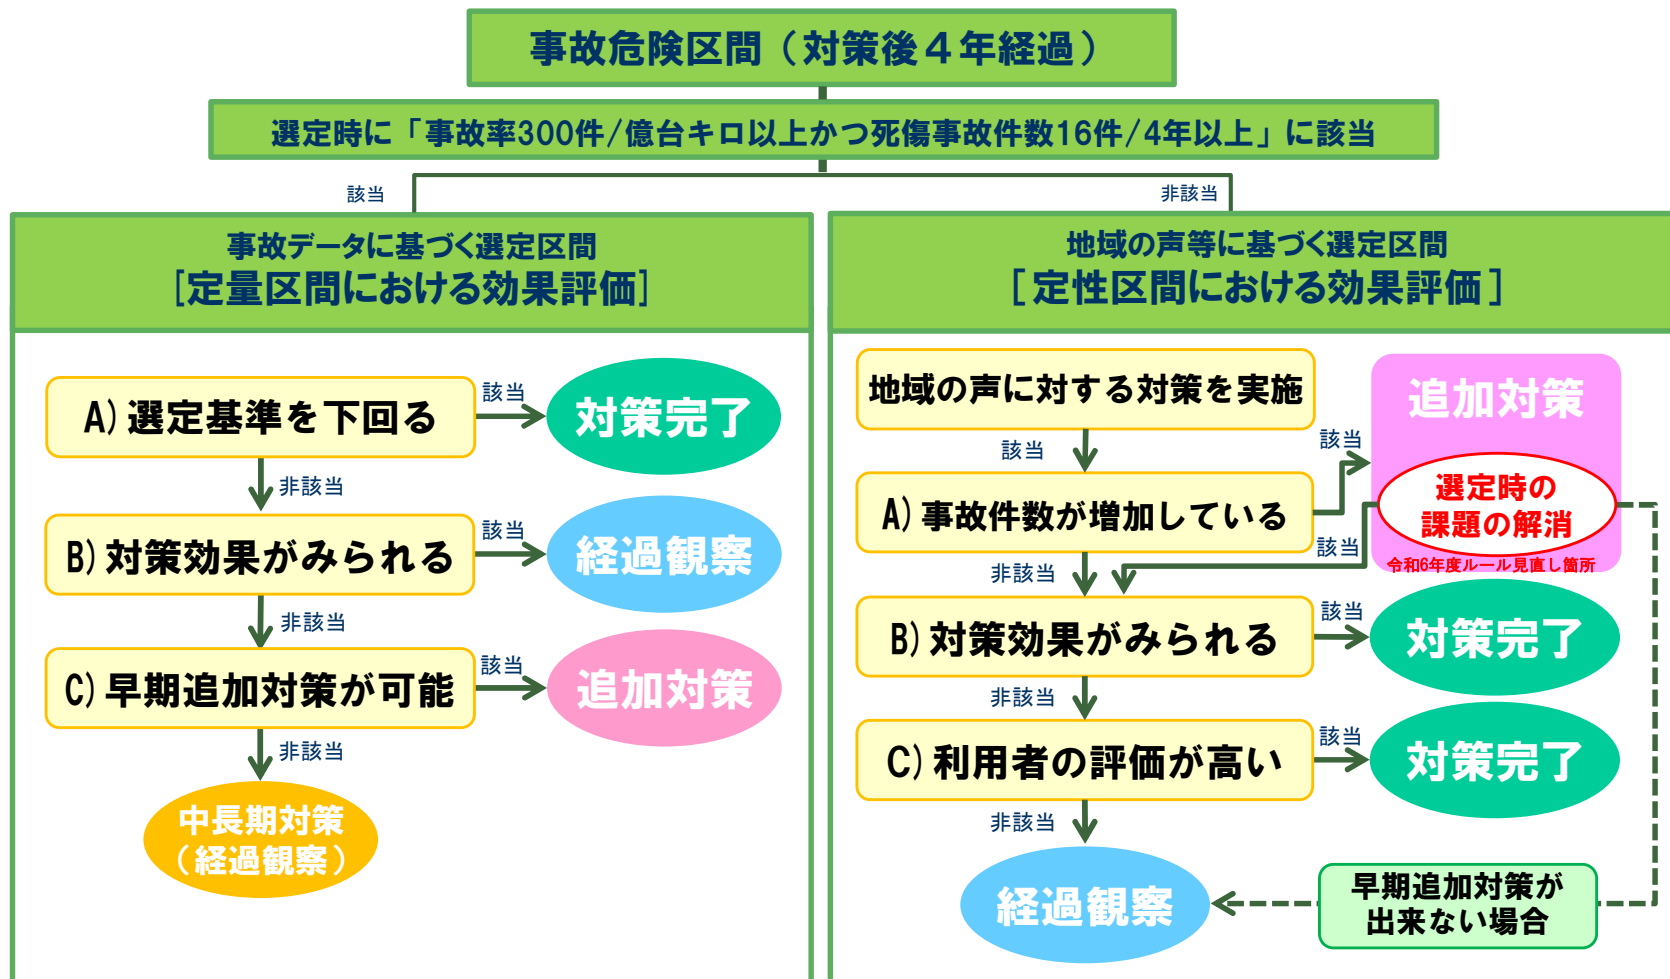 事故危険区間（対策後４年経過）
選定時に「事故率300件/億台キロ以上かつ死傷事故件数16件/4年以上」に該当
該当
非該当
事故データに基づく選定区間
[定量区間における効果評価]
A)選定基準を下回る
該当
対策完了
非該当
B)対策効果がみられる
該当
経過観察
非該当
C)早期追加対策が可能
該当
追加対策
非該当
中長期対策
（経過観察）
地域の声等に基づく選定区間
[定性区間における効果評価]
地域の声に対する対策を実施
該当
A)事故件数が増加している
該当
追加対策
選定時の
課題の解消
令和6年度ルール見直し箇所
該当
非該当
B)対策効果がみられる
該当
対策完了
非該当
C)利用者の評価が高い
該当
対策完了
非該当
経過観察
早期追加対策が
出来ない場合